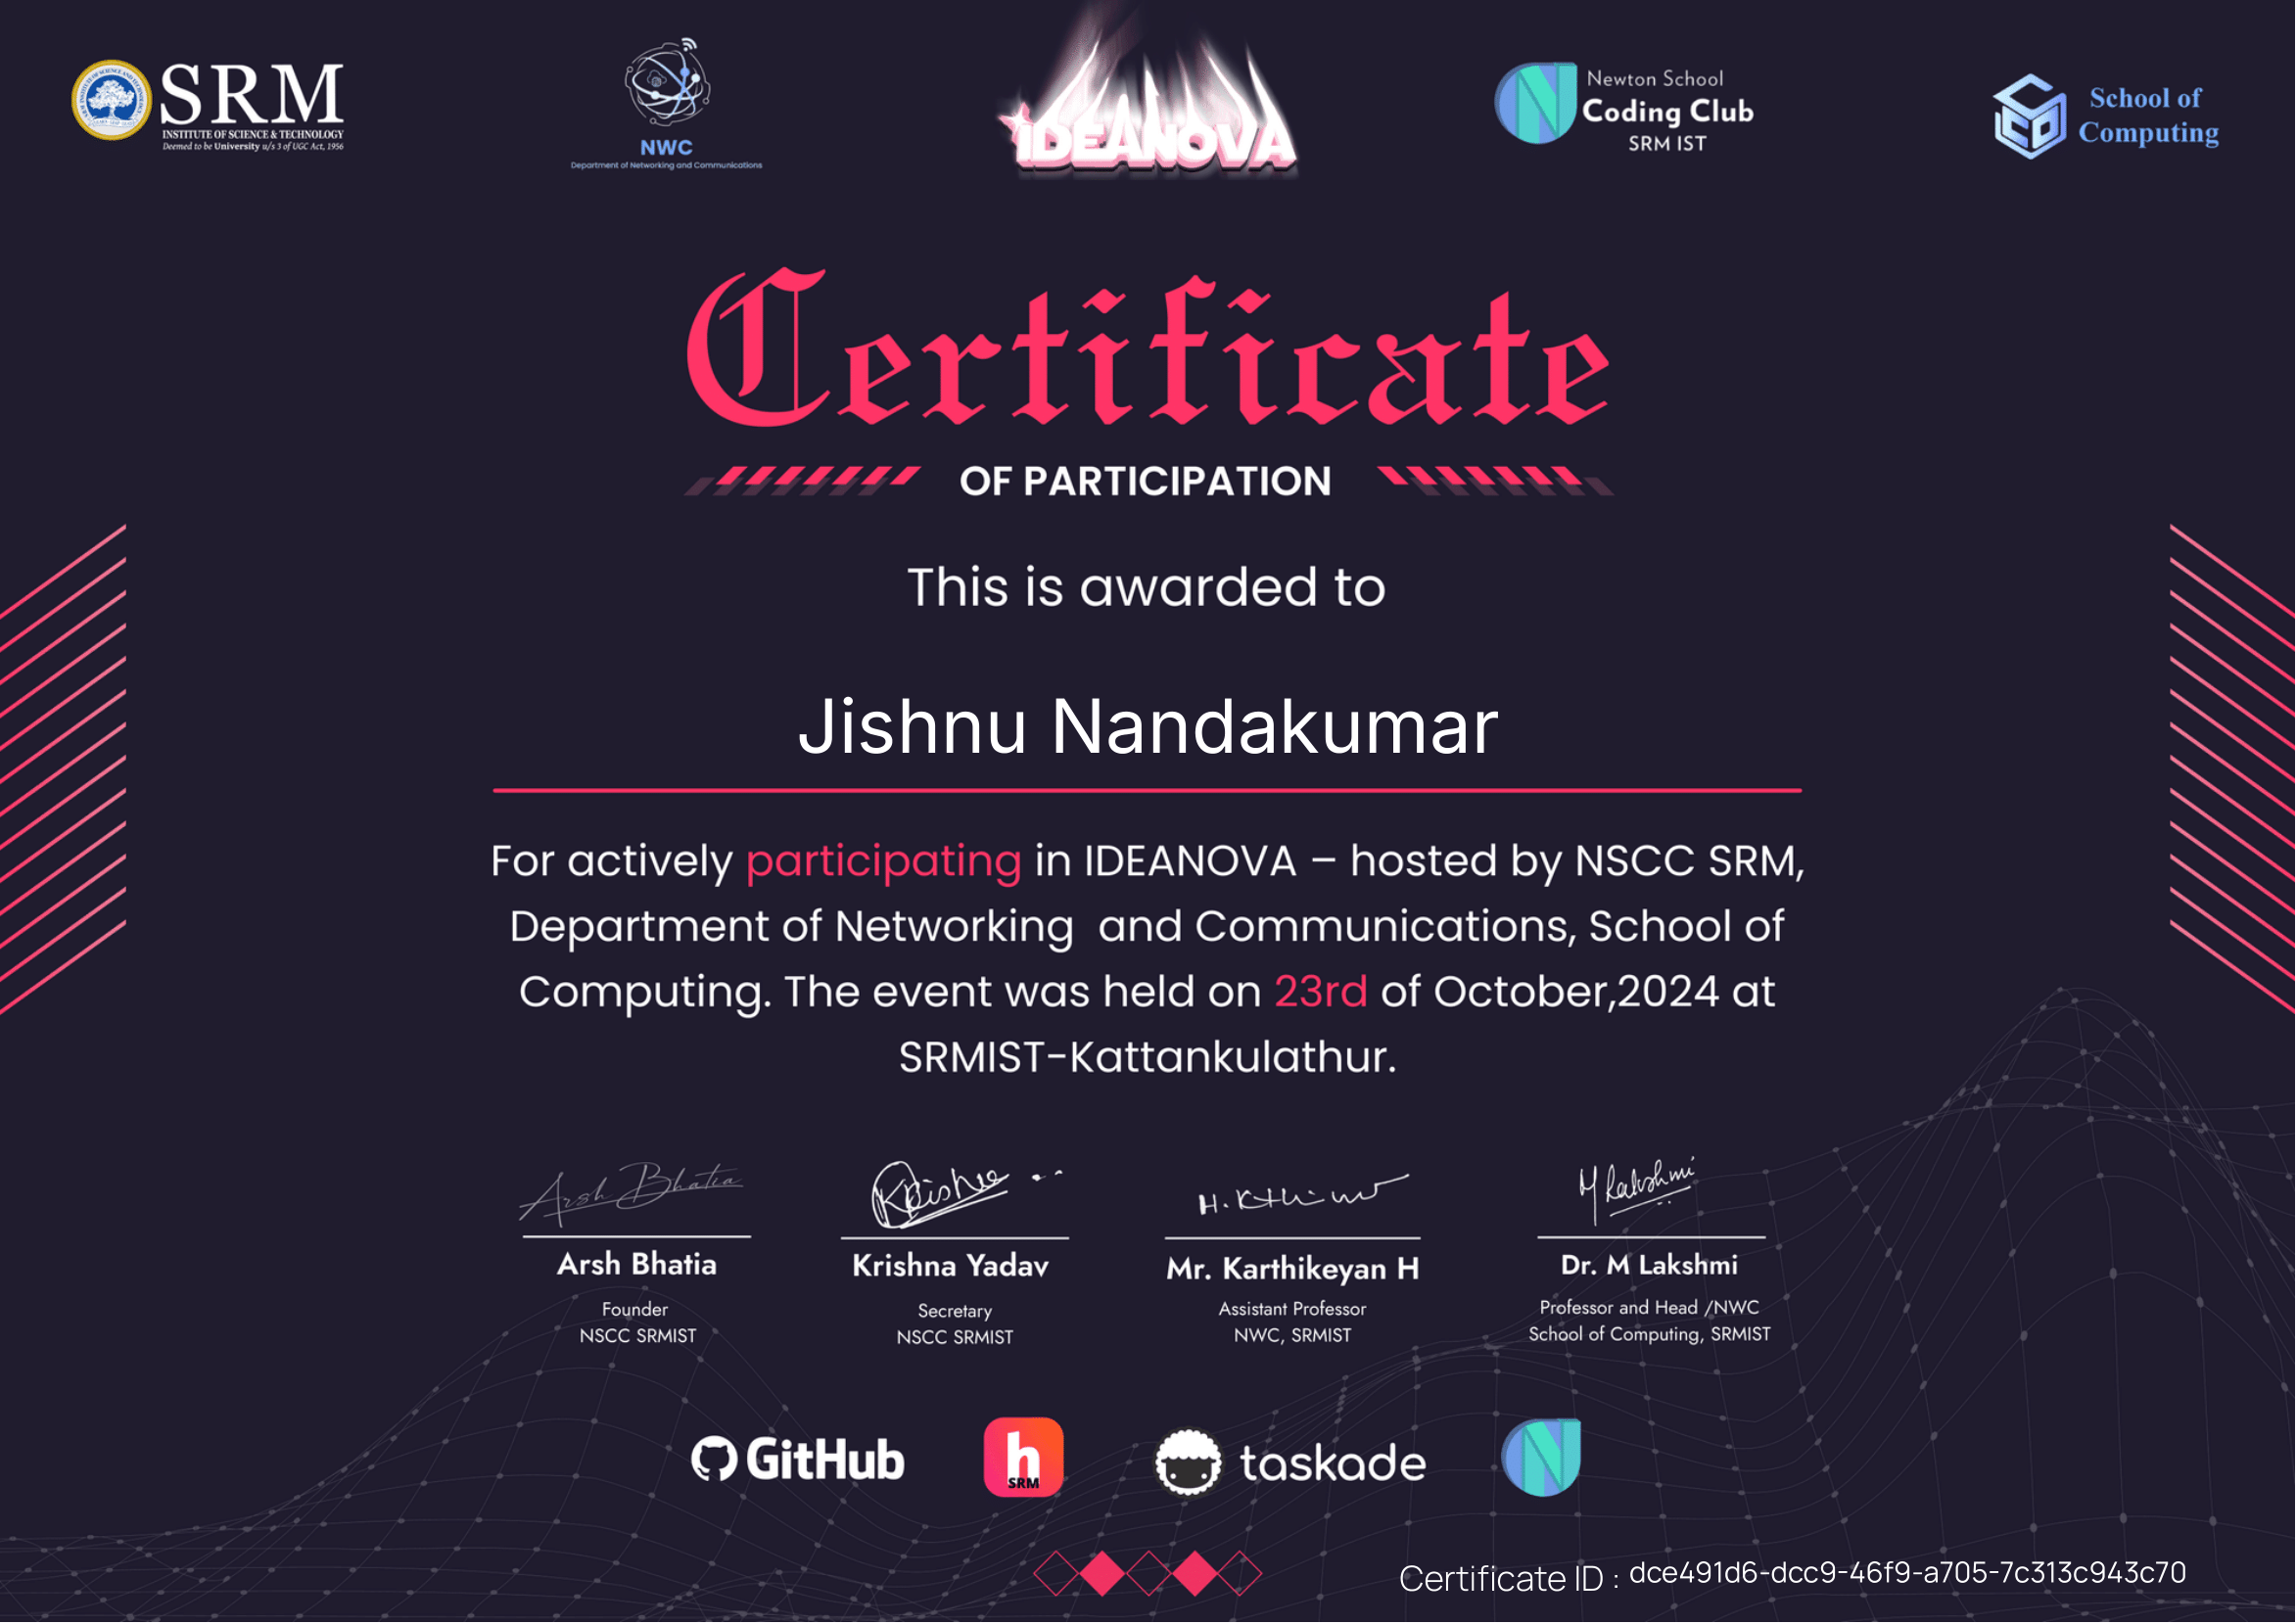 SRM
INSTITUTE OF SCIENCE & TECHNOLOGY
Deemed to be University u/s 3 of UGC Act, 1956
NWC
Department of Networking and Communications
IDEANOVA
Newton School
Coding Club
SRM IST
School of
Computing
Certificate
OF PARTICIPATION
This is awarded to
Jishnu Nandakumar
For actively participating in IDEANOVA – hosted by NSCC SRM,
Department of Networking and Communications, School of
Computing. The event was held on 23rd of October,2024 at
SRMIST-Kattankulathur.
Arsh Bhatia
Krishna
H. Karthik
M Lakshmi
Arsh Bhatia
Krishna Yadav
Mr. Karthikeyan H
Dr. M Lakshmi
Founder
NSCC SRMIST
Secretary
NSCC SRMIST
Assistant Professor
NWC, SRMIST
Professor and Head /NWC
School of Computing, SRMIST
GitHub
h
SRM
taskade
Certificate ID : dce491d6-dcc9-46f9-a705-7c313c943c70